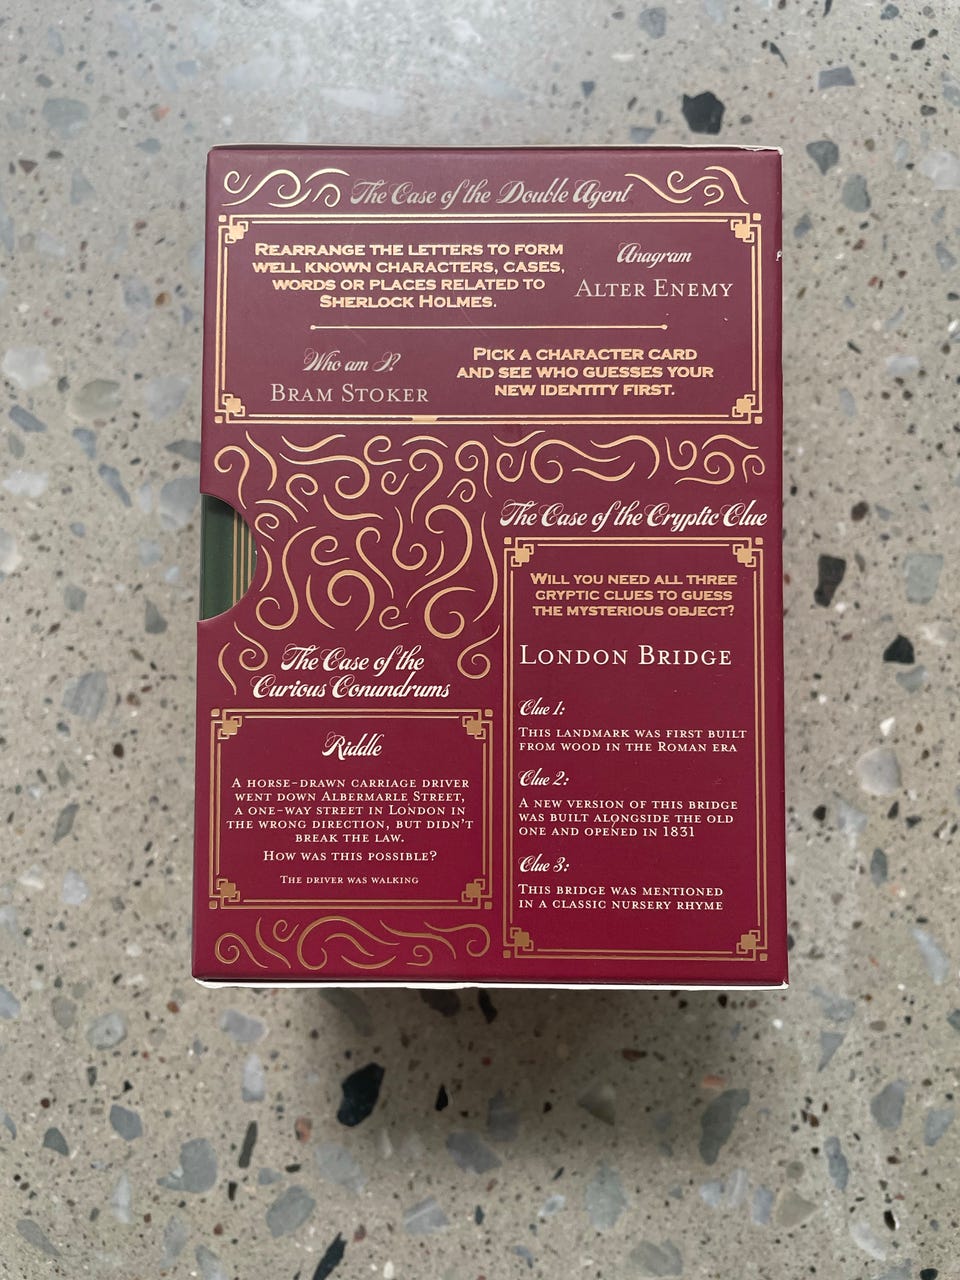 The Case of the Double Agent
Rearrange the letters to form
well known characters, cases,
words or places related to
Sherlock Holmes.
Anagram
Alter Enemy
Who am I?
Bram Stoker
Pick a character card
and see who guesses your
new identity first.
The Case of the Cryptic Clue
Will you need all three
cryptic clues to guess
the mysterious object?
London Bridge
Clue 1:
This landmark was first built
from wood in the Roman era
Clue 2:
A new version of this bridge
was built alongside the old
one and opened in 1831
Clue 3:
This bridge was mentioned
in a classic nursery rhyme
The Case of the
Curious Conundrums
Riddle
A horse-drawn carriage driver
went down Albermarle Street,
a one-way street in London in
the wrong direction, but didn't
break the law.
How was this possible?
The driver was walking